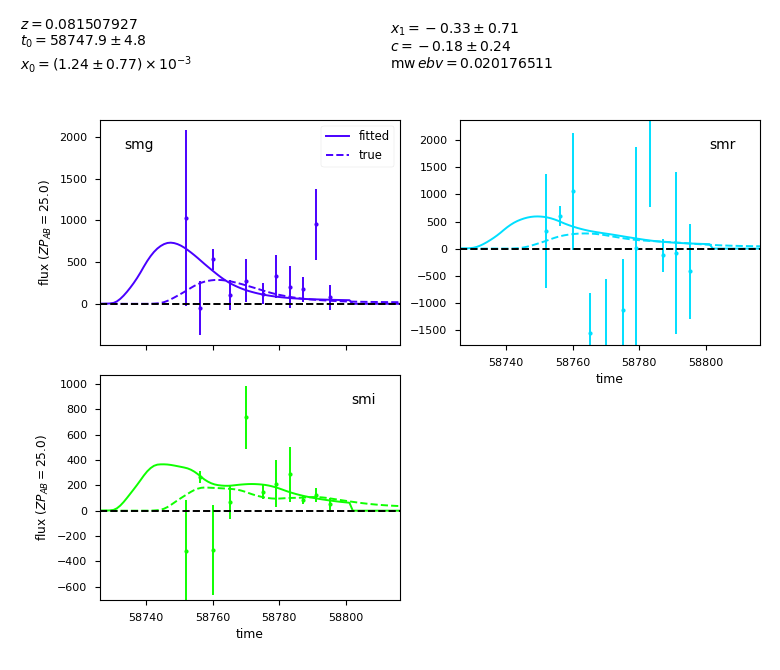 z = 0.081507927
t₀ = 58747.9 ± 4.8
x₀ = (1.24 ± 0.77) × 10⁻³
x₁ = −0.33 ± 0.71
c = −0.18 ± 0.24
mw ebv = 0.020176511
smg
fitted
true
flux (ZP_AB = 25.0)
2000
1500
1000
500
0
smr
2000
1500
1000
500
0
−500
−1000
−1500
58740 58760 58780 58800
time
smi
flux (ZP_AB = 25.0)
1000
800
600
400
200
0
−200
−400
−600
58740 58760 58780 58800
time